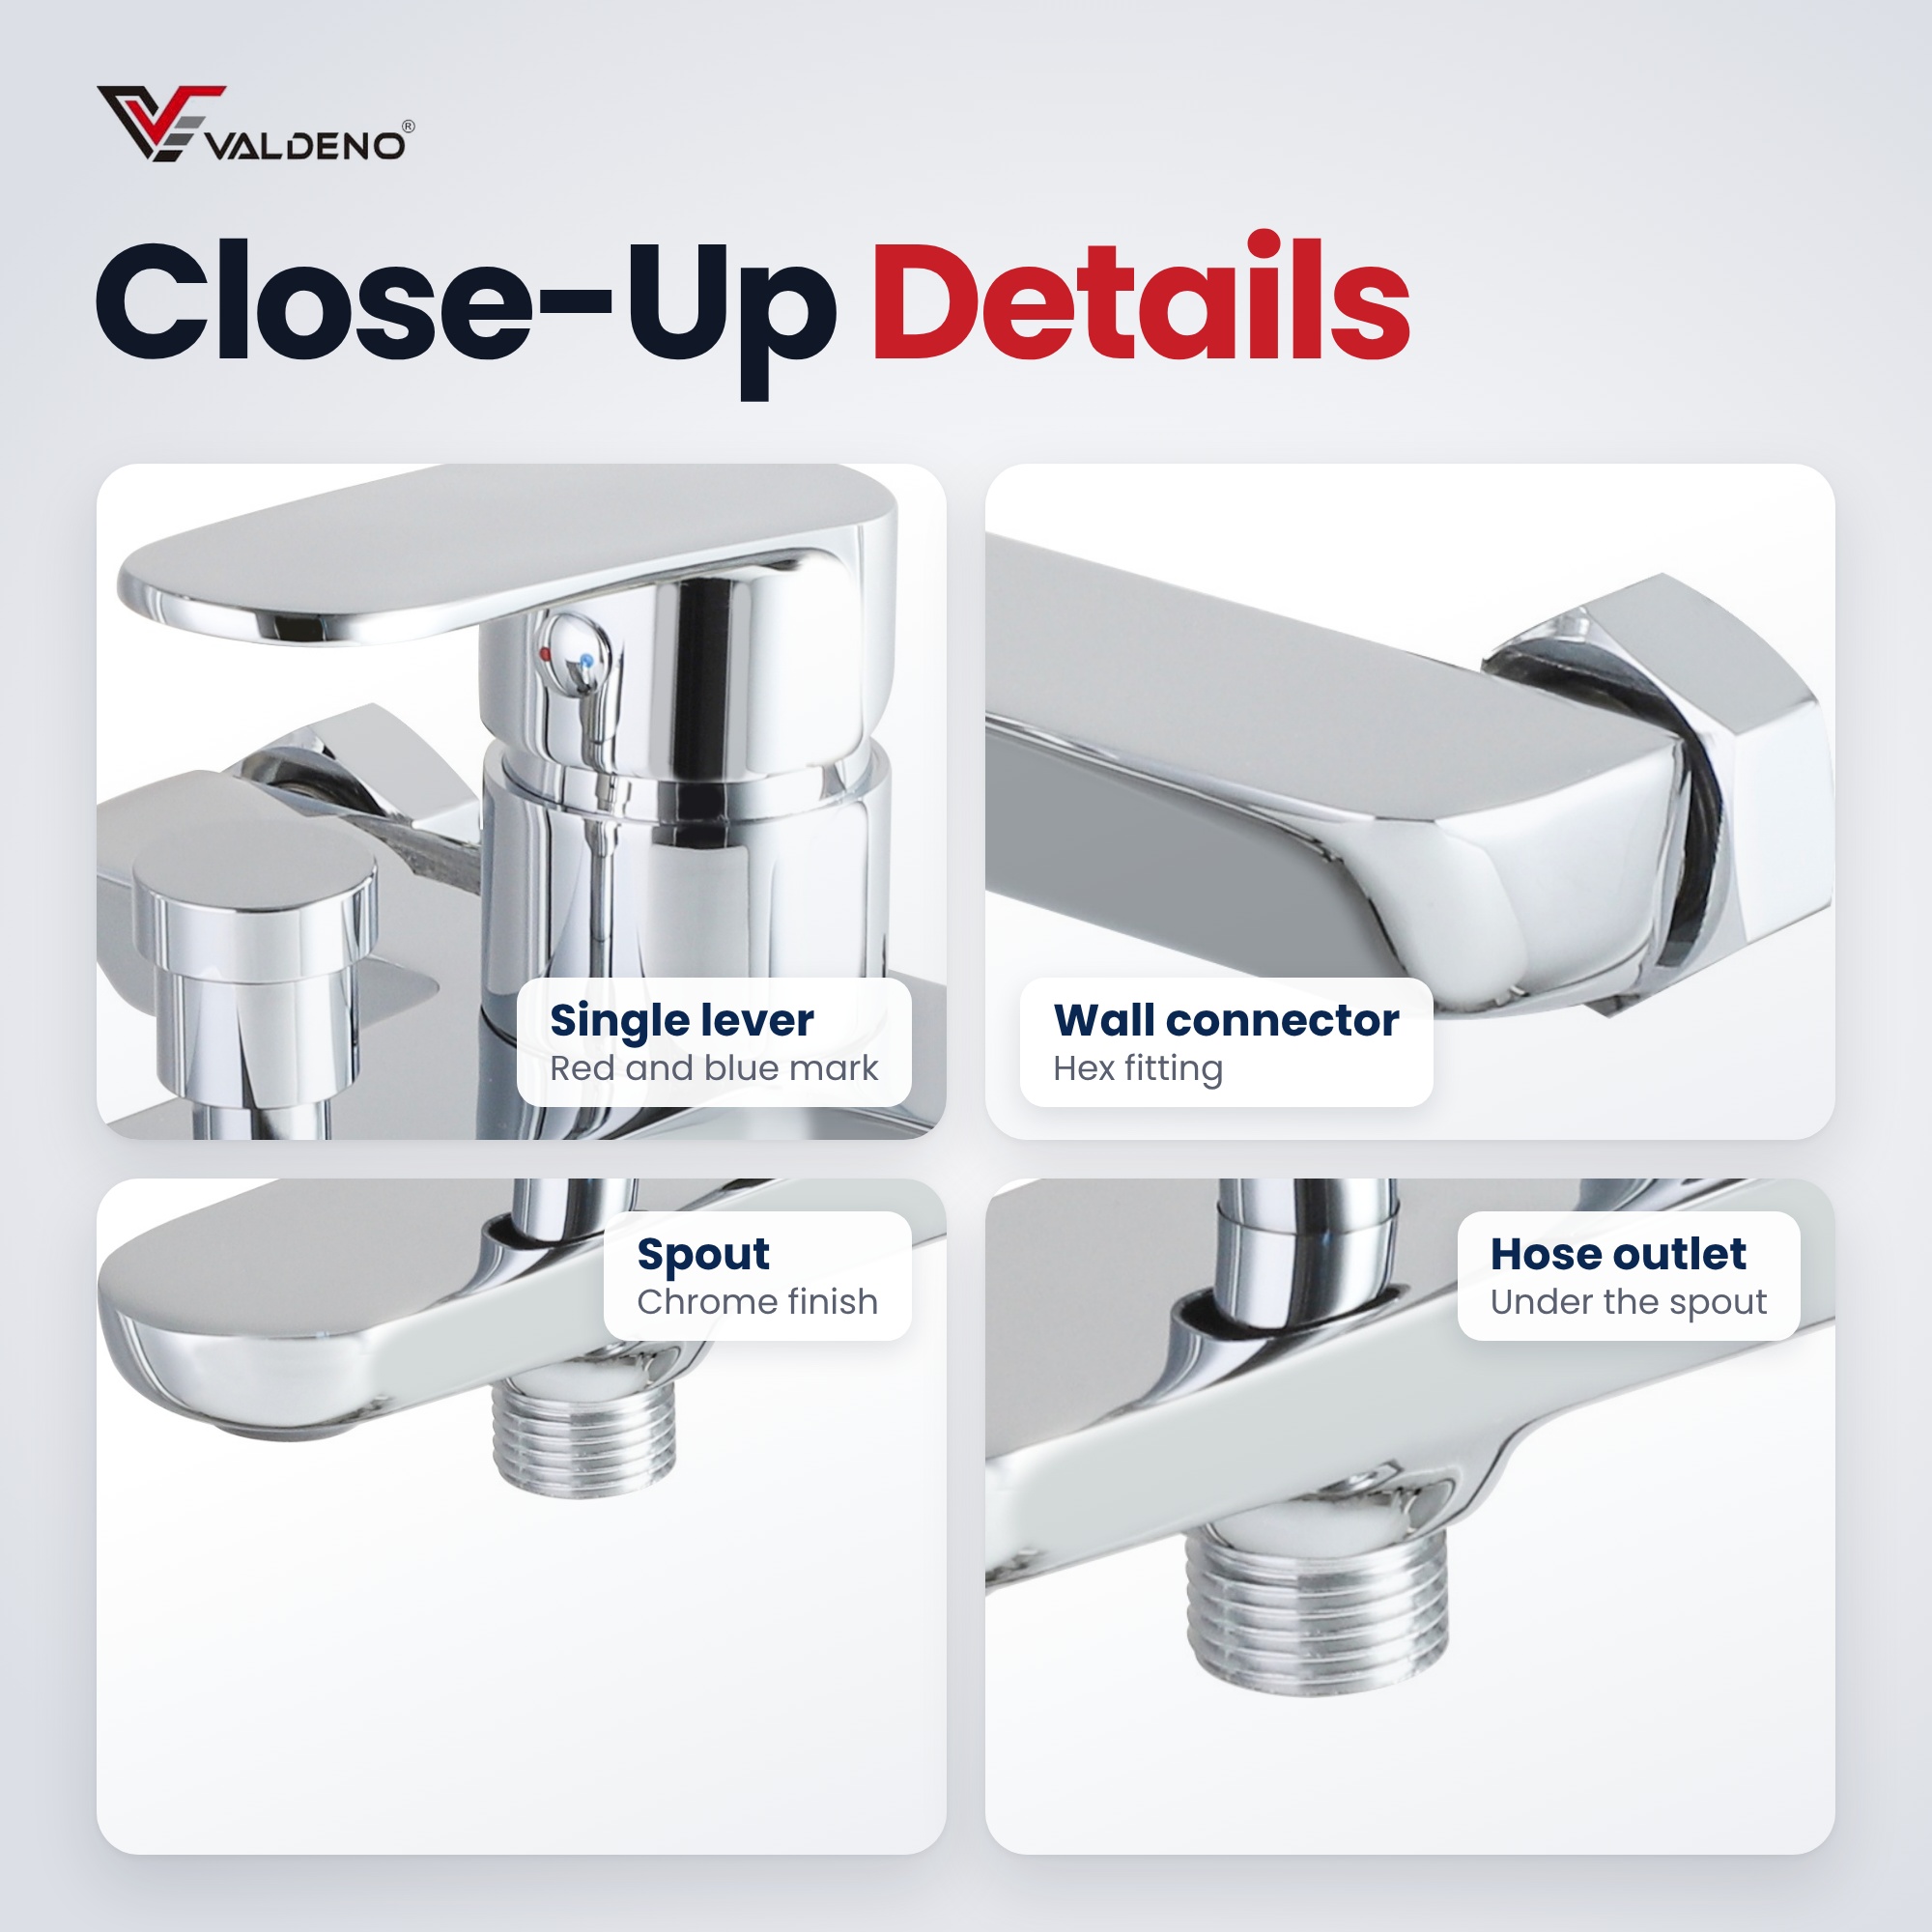 VALDENO®
Close-Up Details
Single lever
Red and blue mark
Wall connector
Hex fitting
Spout
Chrome finish
Hose outlet
Under the spout